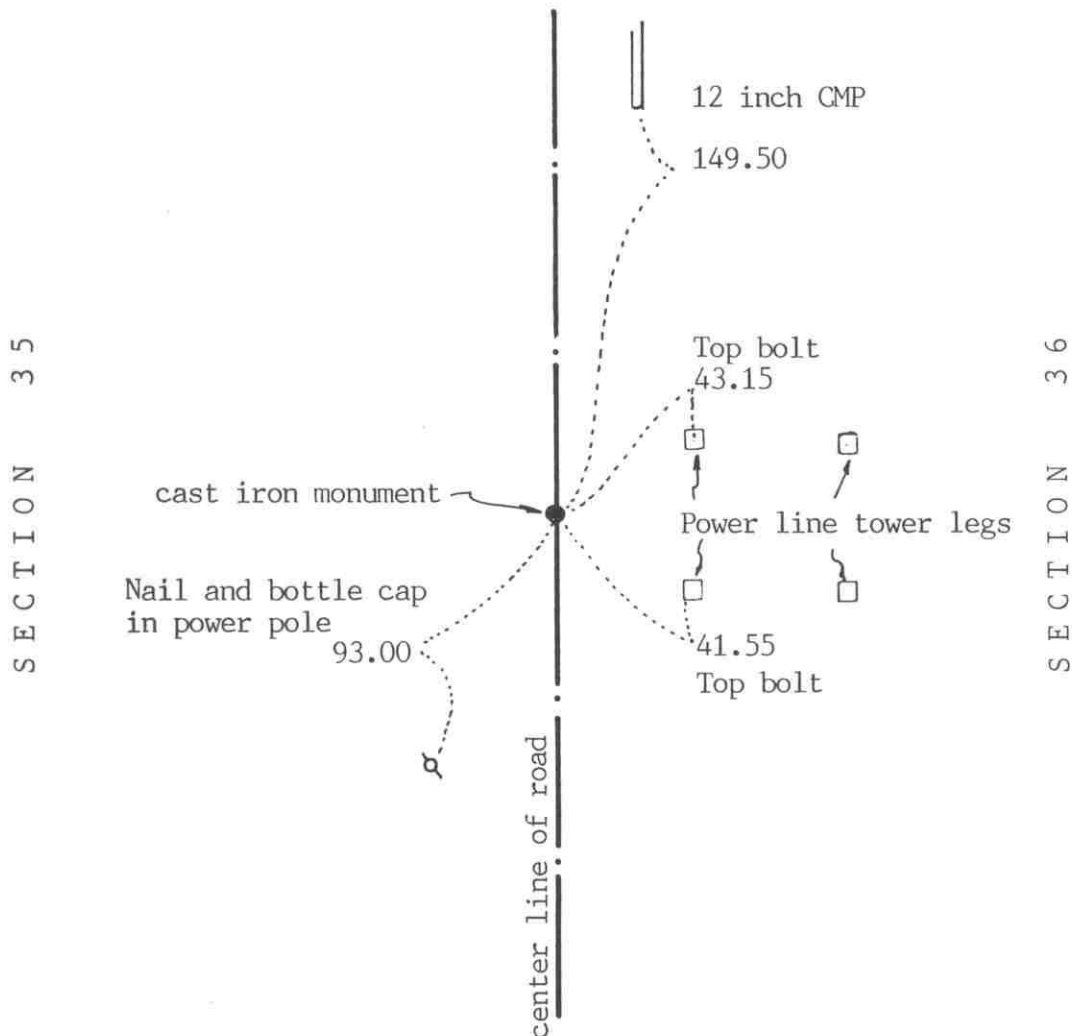 12 inch CMP
149.50
SECTION 35
SECTION 36
Top bolt
43.15
cast iron monument
Power line tower legs
Nail and bottle cap
in power pole
93.00
41.55
Top bolt
center line of road